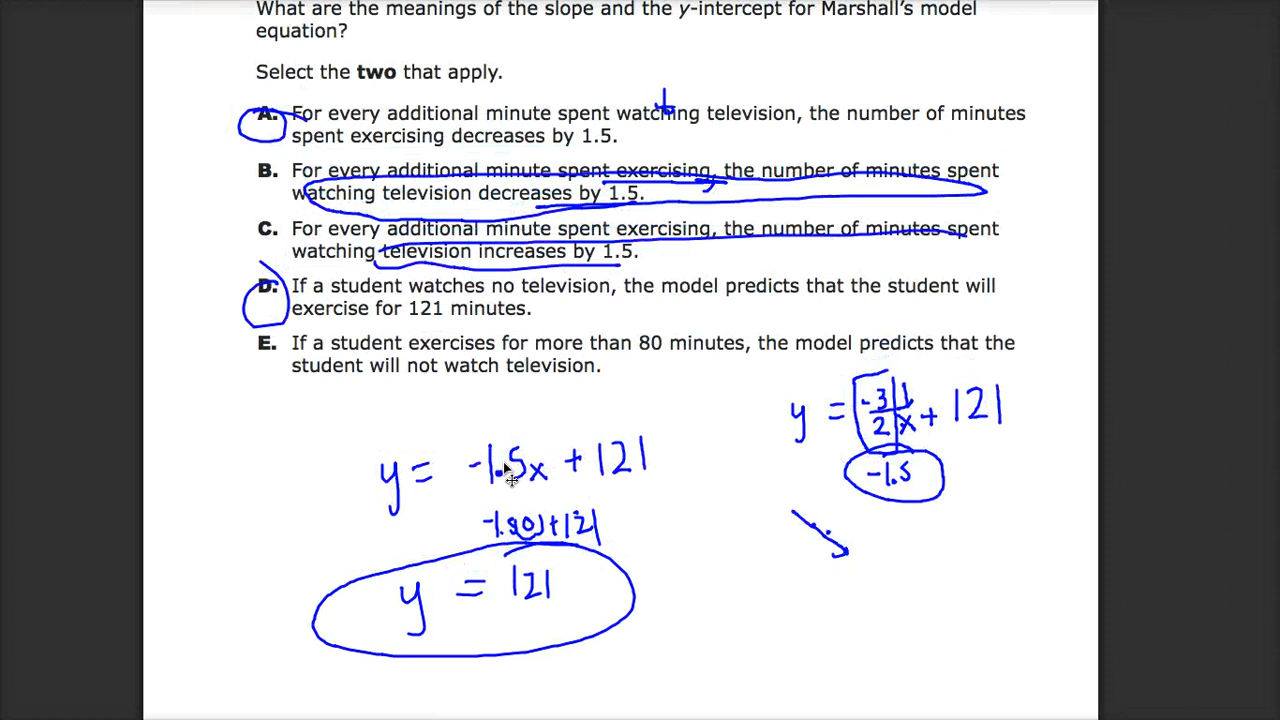 What are the meanings of the slope and the y-intercept for Marshall's model
equation?
Select the two that apply.
A. For every additional minute spent watching television, the number of minutes
spent exercising decreases by 1.5.
B. For every additional minute spent exercising, the number of minutes spent
watching television decreases by 1.5.
C. For every additional minute spent exercising, the number of minutes spent
watching television increases by 1.5.
D. If a student watches no television, the model predicts that the student will
exercise for 121 minutes.
E. If a student exercises for more than 80 minutes, the model predicts that the
student will not watch television.
y = -3/2 x + 121
-1.5
y = -1.5x + 121
y = 121